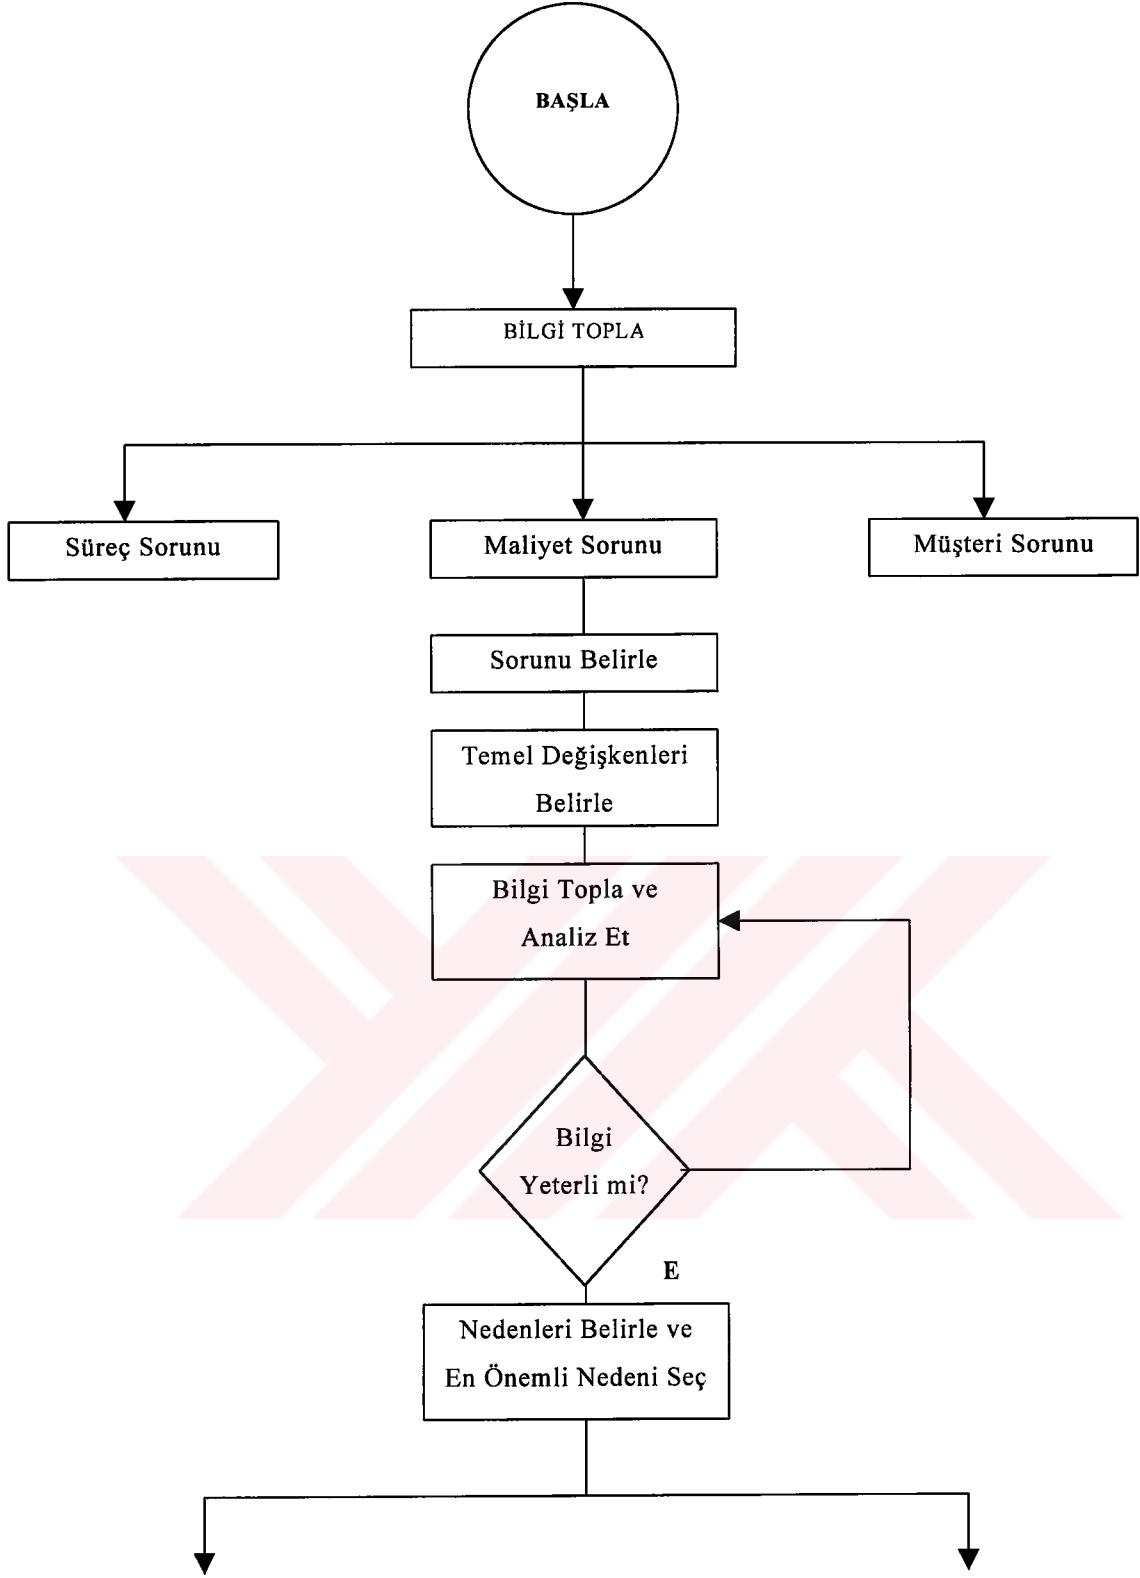 BAŞLA
BİLGİ TOPLA
Süreç Sorunu
Maliyet Sorunu
Müşteri Sorunu
Sorunu Belirle
Temel Değişkenleri
Belirle
Bilgi Topla ve
Analiz Et
Bilgi
Yeterli mi?
E
Nedenleri Belirle ve
En Önemli Nedeni Seç